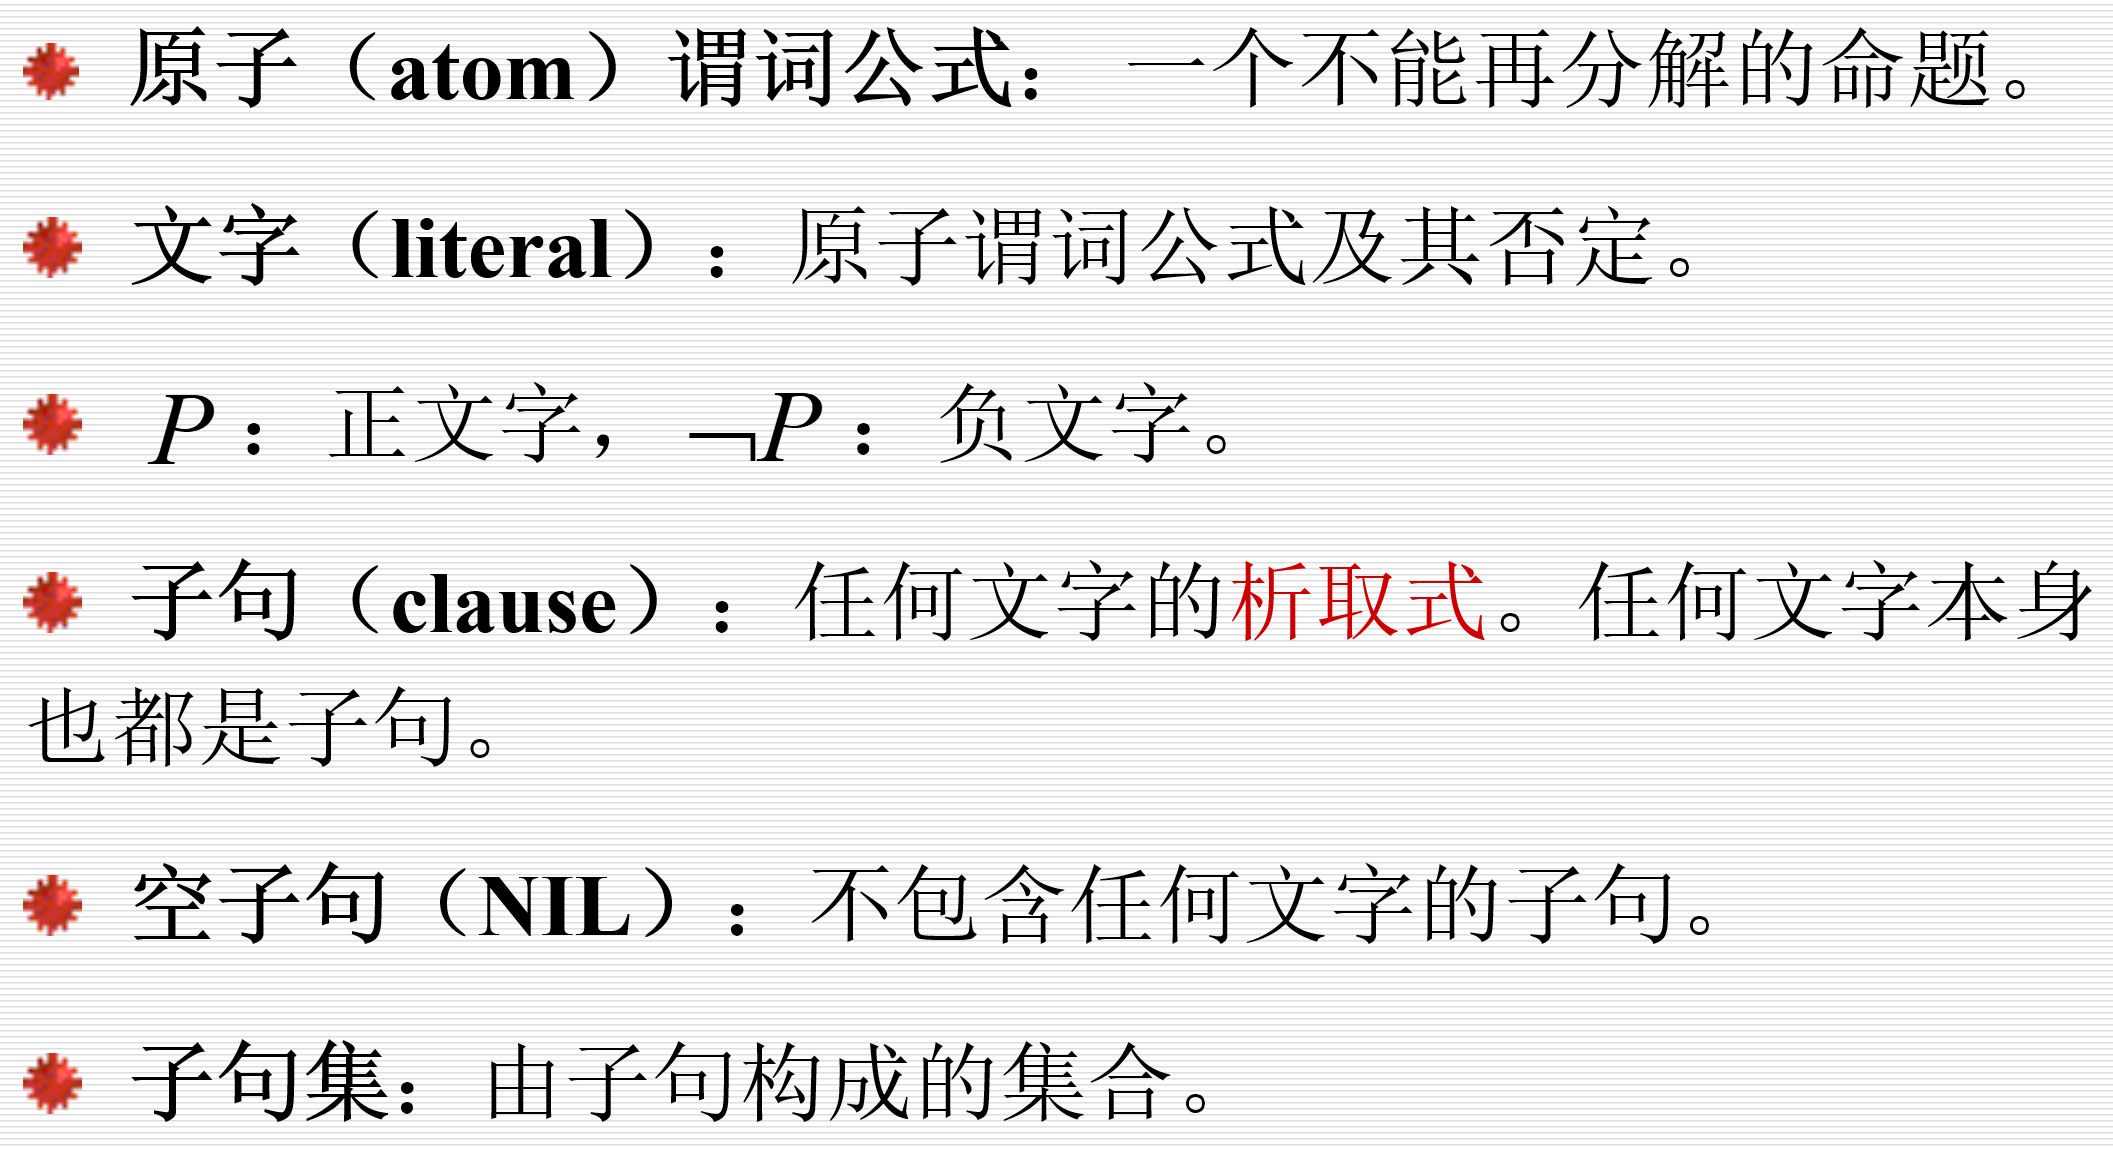 原子（atom）谓词公式： 一个不能再分解的命题。
文字（literal）：原子谓词公式及其否定。
P：正文字，¬P：负文字。
子句（clause）：任何文字的析取式。任何文字本身
也都是子句。
空子句（NIL）：不包含任何文字的子句。
子句集：由子句构成的集合。